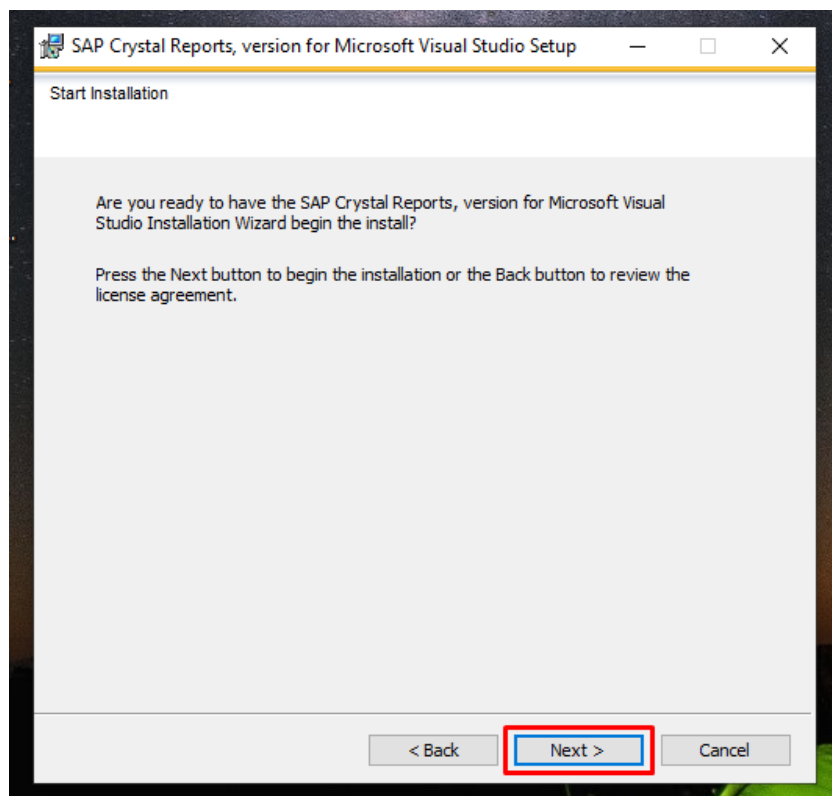 SAP Crystal Reports, version for Microsoft Visual Studio Setup
Start Installation
Are you ready to have the SAP Crystal Reports, version for Microsoft Visual
Studio Installation Wizard begin the install?
Press the Next button to begin the installation or the Back button to review the
license agreement.
< Back Next > Cancel